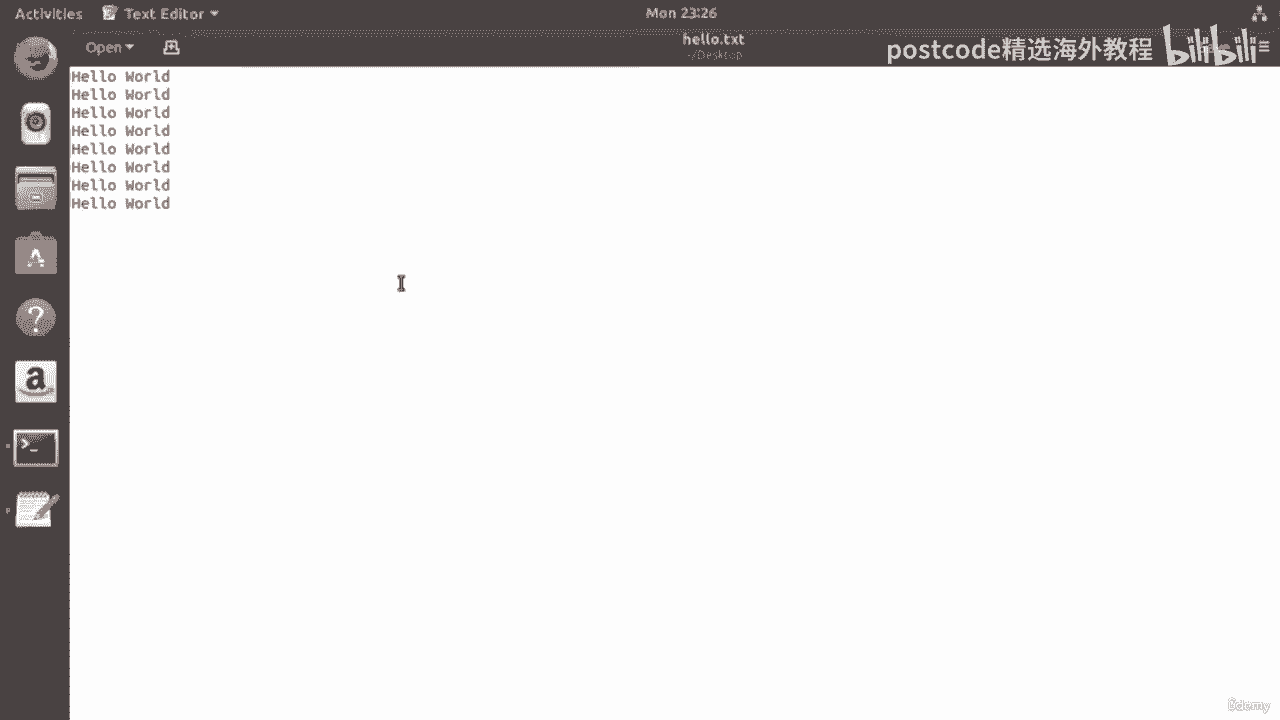 Activities Text Editor Mon 23:26
Open hello.txt
~/Desktop
postcode精选海外教程 bilibili
Hello World
Hello World
Hello World
Hello World
Hello World
Hello World
Hello World
Hello World
?
a
>_
Udemy